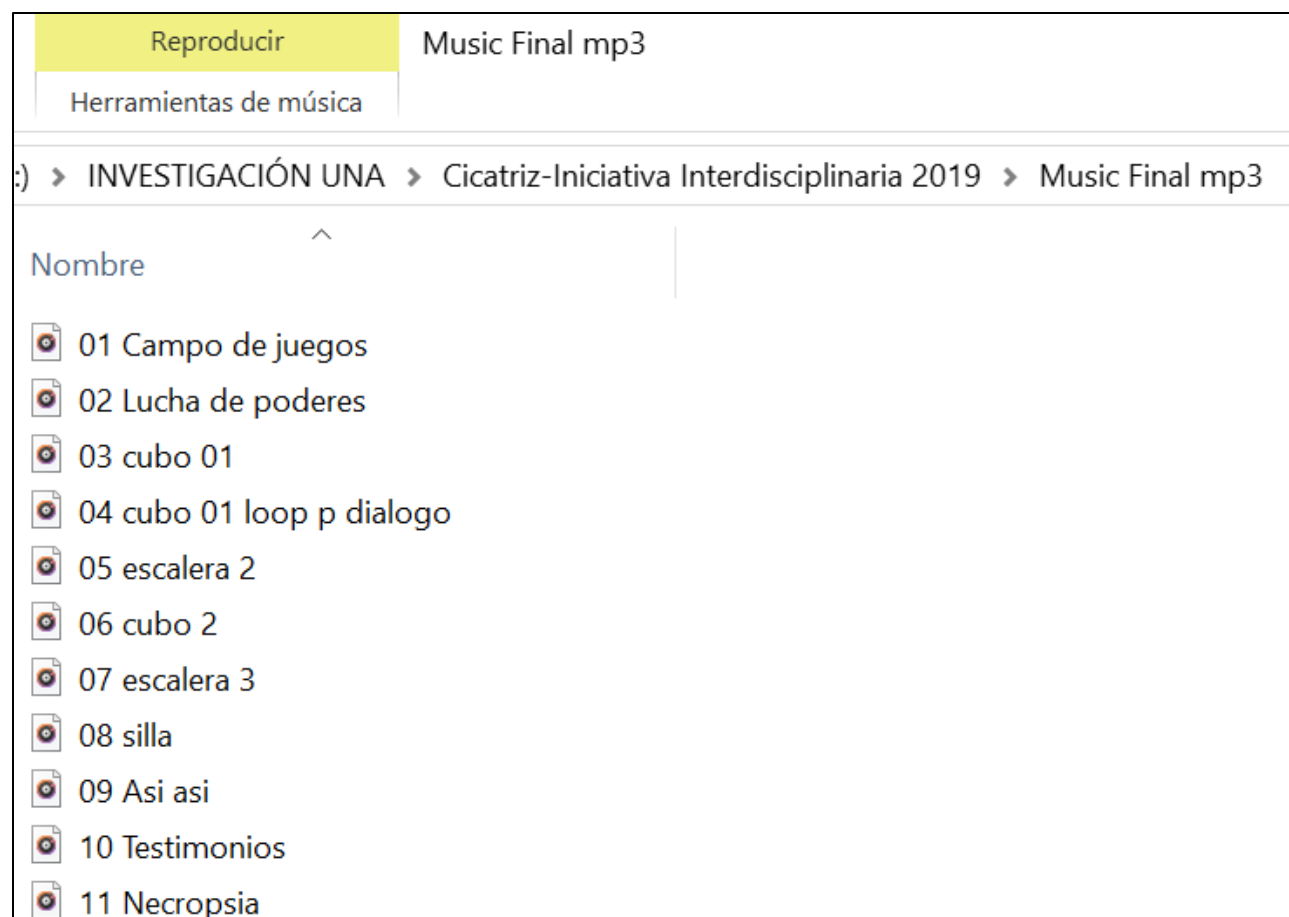 Reproducir Music Final mp3
Herramientas de música
:) > INVESTIGACIÓN UNA > Cicatriz-Iniciativa Interdisciplinaria 2019 > Music Final mp3
Nombre
01 Campo de juegos
02 Lucha de poderes
03 cubo 01
04 cubo 01 loop p dialogo
05 escalera 2
06 cubo 2
07 escalera 3
08 silla
09 Asi asi
10 Testimonios
11 Necropsia